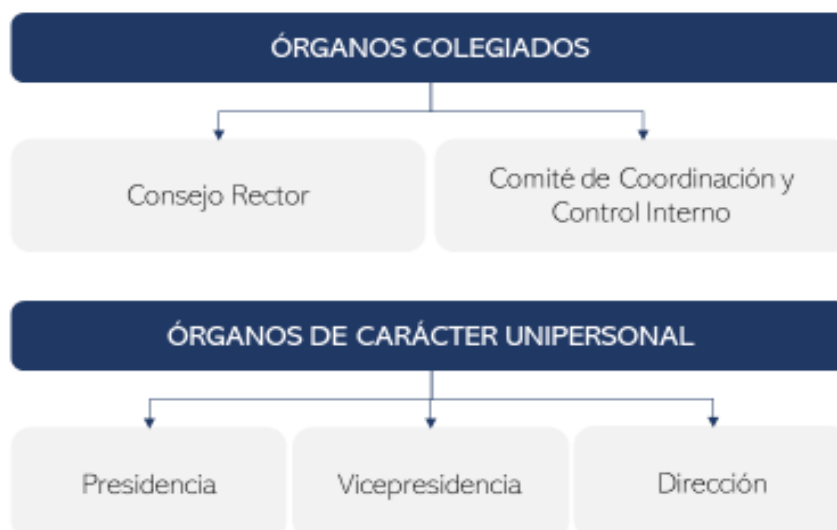 ÓRGANOS COLEGIADOS
Consejo Rector
Comité de Coordinación y
Control Interno
ÓRGANOS DE CARÁCTER UNIPERSONAL
Presidencia
Vicepresidencia
Dirección